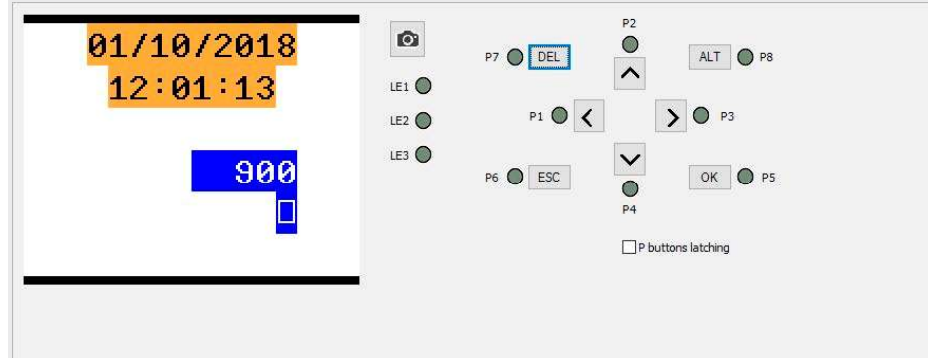 01/10/2018
12:01:13
900
LE1
LE2
LE3
P2
P7 DEL
ALT P8
P1
P3
P6 ESC
OK P5
P4
P buttons latching